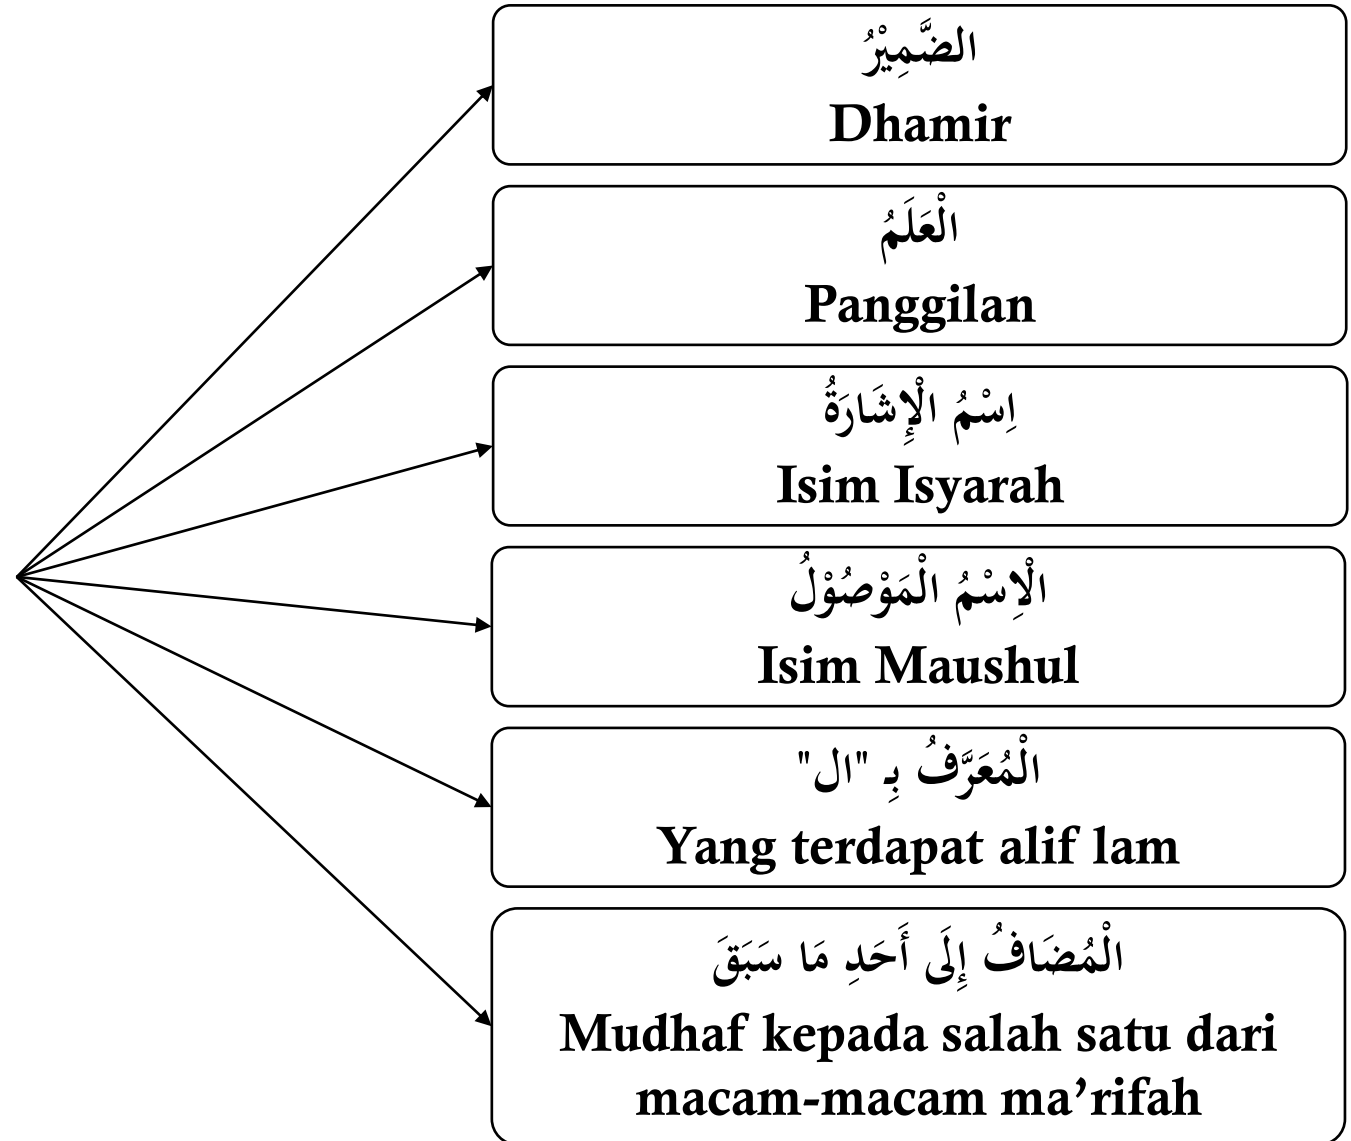 الضَّمِيْرُ
Dhamir
الْعَلَمُ
Panggilan
اِسْمُ الْإِشَارَةُ
Isim Isyarah
الْاِسْمُ الْمَوْصُوْلُ
Isim Maushul
الْمُعَرَّفُ بِـ "ال"
Yang terdapat alif lam
الْمُضَافُ إِلَى أَحَدِ مَا سَبَقَ
Mudhaf kepada salah satu dari
macam-macam ma’rifah